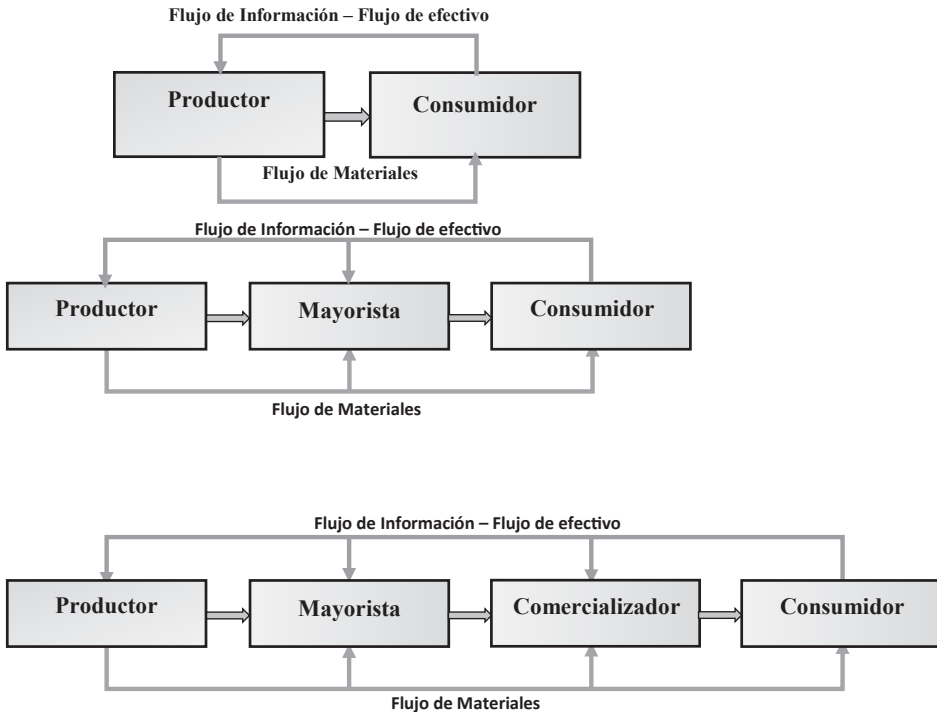 Flujo de Información – Flujo de efectivo
Productor
Consumidor
Flujo de Materiales
Flujo de Información – Flujo de efectivo
Productor
Mayorista
Consumidor
Flujo de Materiales
Flujo de Información – Flujo de efectivo
Productor
Mayorista
Comercializador
Consumidor
Flujo de Materiales